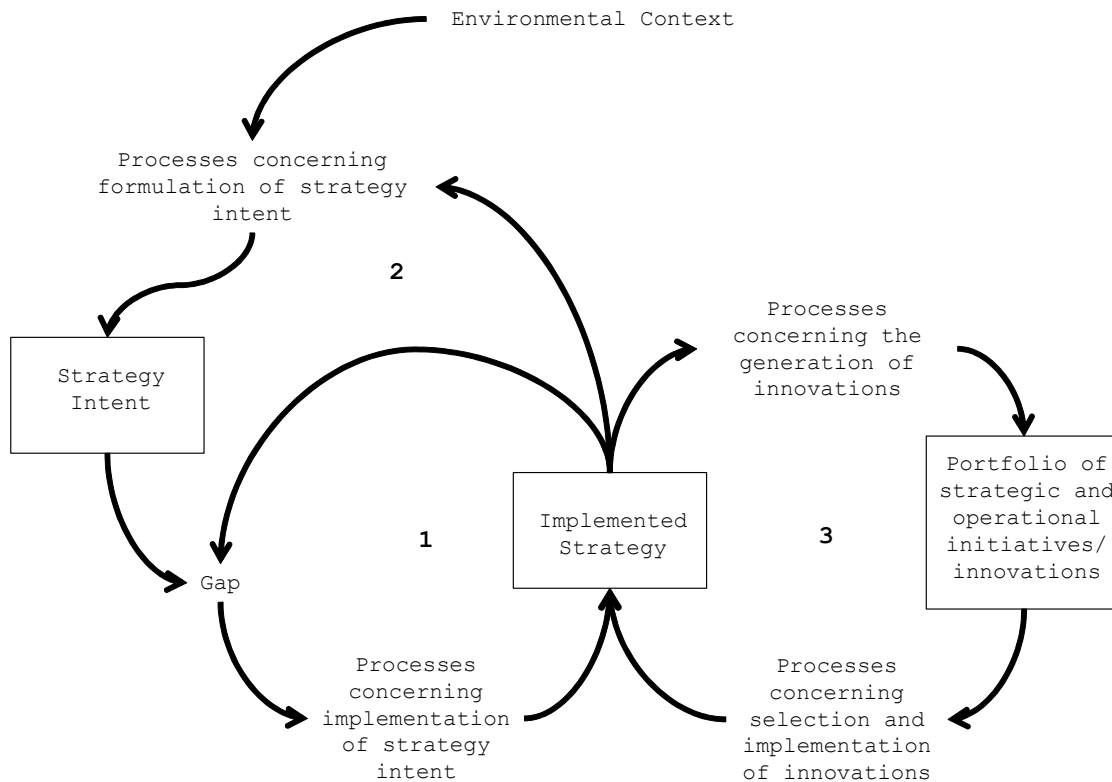 Environmental Context
Processes concerning
formulation of strategy
intent
2
Processes
concerning the
generation of
innovations
Strategy
Intent
Portfolio of
strategic and
operational
initiatives/
innovations
Implemented
Strategy
1
3
Gap
Processes
concerning
implementation
of strategy
intent
Processes
concerning
selection and
implementation
of innovations